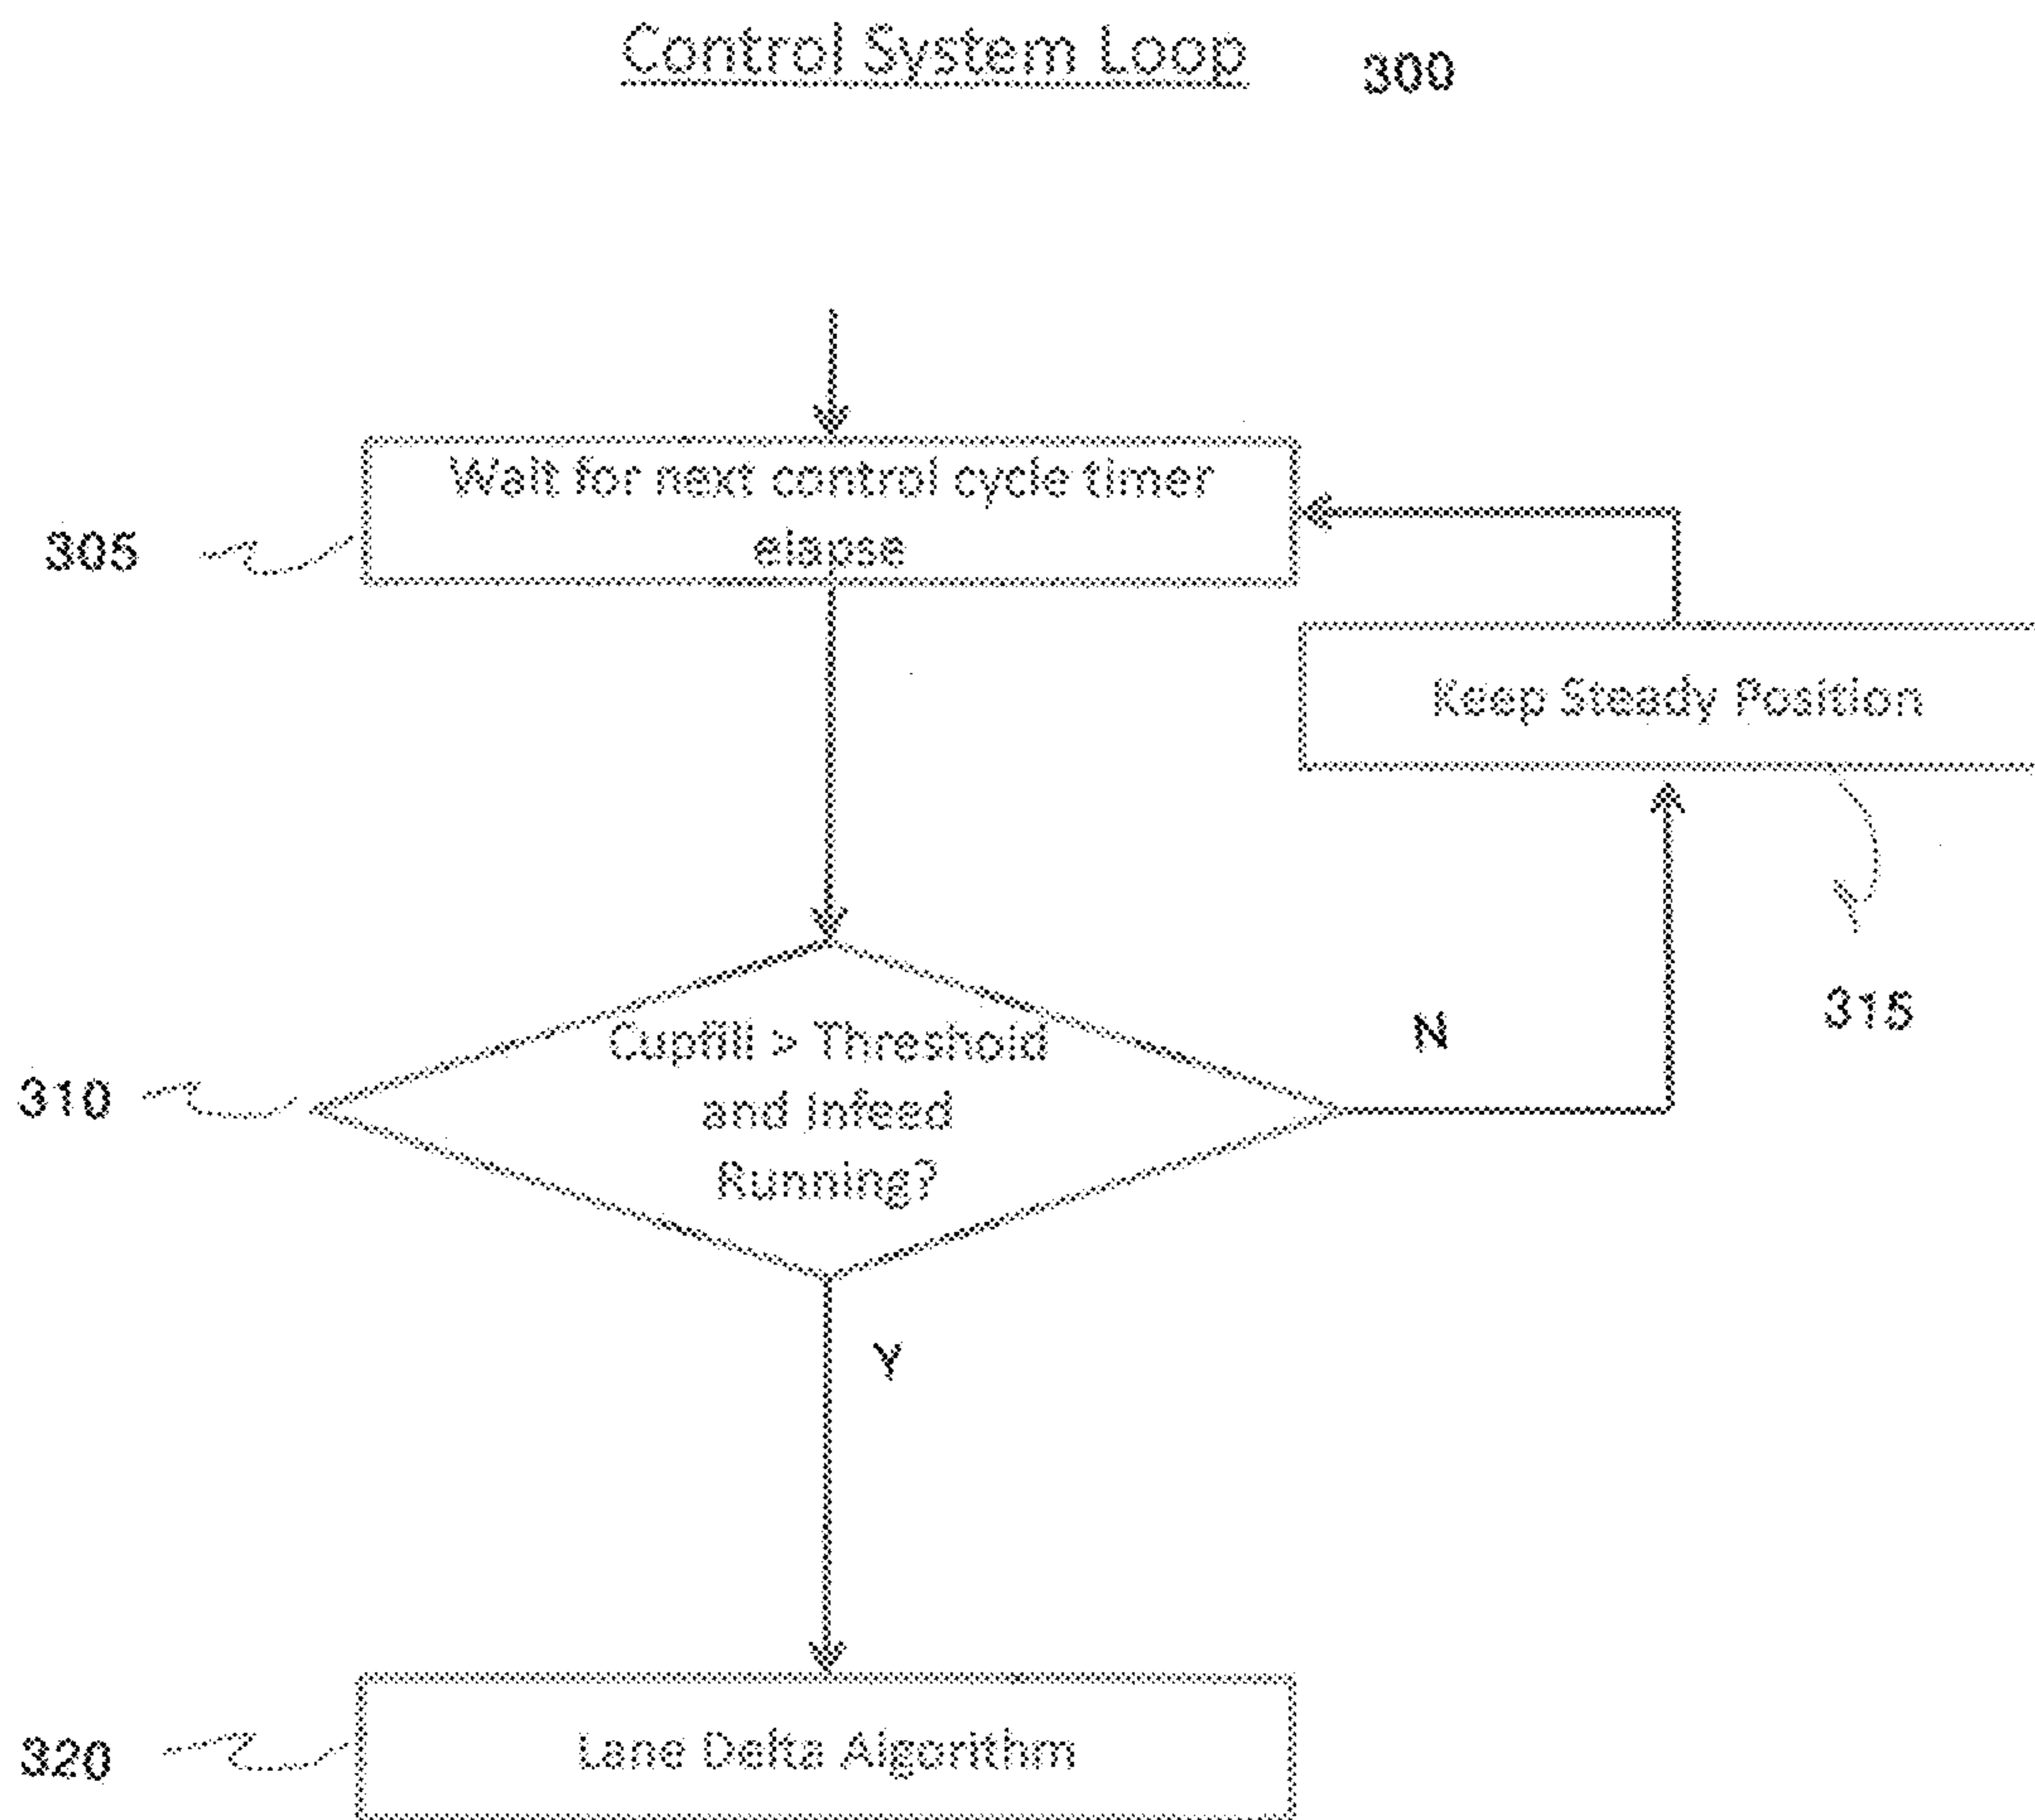 Control System Loop 300
Wait for next control cycle timer
elapse
305
Keep Steady Position
315
Cupfill > Threshold
and Infeed
Running?
310
N
Y
Lane Delta Algorithm
320